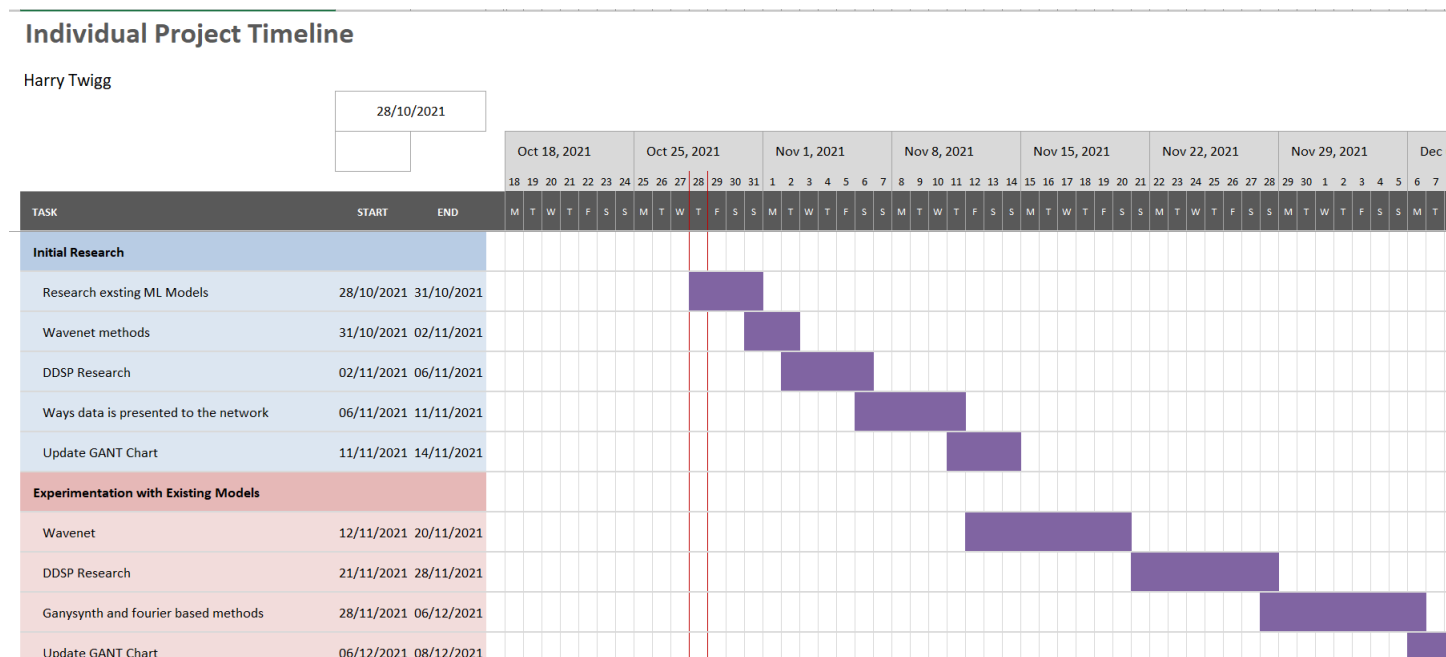 Individual Project Timeline
Harry Twigg
28/10/2021
Oct 18, 2021 Oct 25, 2021 Nov 1, 2021 Nov 8, 2021 Nov 15, 2021 Nov 22, 2021 Nov 29, 2021 Dec
18 19 20 21 22 23 24 25 26 27 28 29 30 31 1 2 3 4 5 6 7 8 9 10 11 12 13 14 15 16 17 18 19 20 21 22 23 24 25 26 27 28 29 30 1 2 3 4 5 6 7
TASK START END M T W T F S S M T W T F S S M T W T F S S M T W T F S S M T W T F S S M T W T F S S M T W T F S S M T
Initial Research
Research exsting ML Models 28/10/2021 31/10/2021
Wavenet methods 31/10/2021 02/11/2021
DDSP Research 02/11/2021 06/11/2021
Ways data is presented to the network 06/11/2021 11/11/2021
Update GANT Chart 11/11/2021 14/11/2021
Experimentation with Existing Models
Wavenet 12/11/2021 20/11/2021
DDSP Research 21/11/2021 28/11/2021
Ganysynth and fourier based methods 28/11/2021 06/12/2021
Update GANT Chart 06/12/2021 08/12/2021